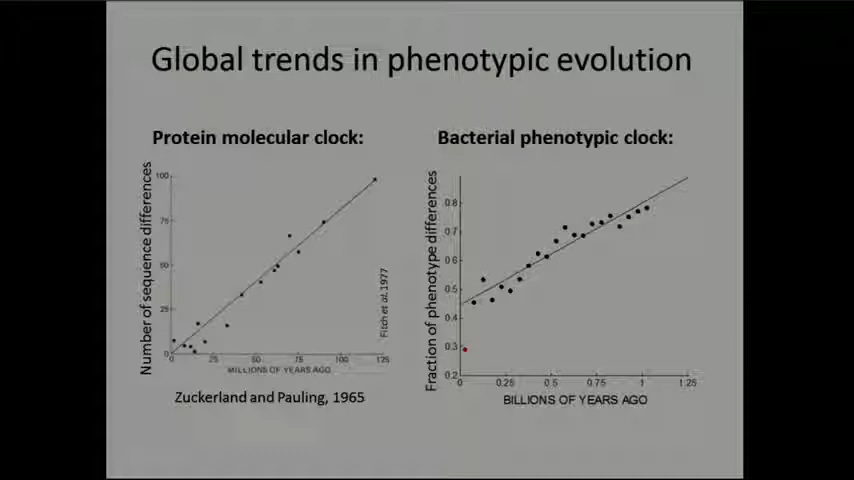 Global trends in phenotypic evolution
Protein molecular clock:
Number of sequence differences
100
75
50
25
0
0 25 50 75 100 125
MILLIONS OF YEARS AGO
Fitch et al, 1977
Zuckerland and Pauling, 1965
Bacterial phenotypic clock:
Fraction of phenotype differences
0.8
0.7
0.6
0.5
0.4
0.3
0.2
0 0.25 0.5 0.75 1 1.25
BILLIONS OF YEARS AGO